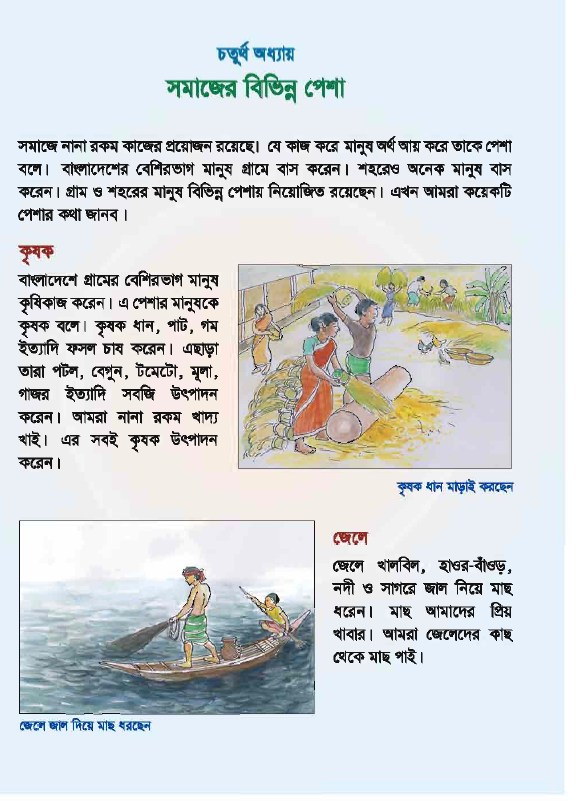 চতুর্থ অধ্যায়
সমাজের বিভিন্ন পেশা
সমাজে নানা রকম কাজের প্রয়োজন রয়েছে। যে কাজ করে মানুষ অর্থ আয় করে তাকে পেশা
বলে। বাংলাদেশের বেশিরভাগ মানুষ গ্রামে বাস করেন। শহরেও অনেক মানুষ বাস
করেন। গ্রাম ও শহরের মানুষ বিভিন্ন পেশায় নিয়োজিত রয়েছেন। এখন আমরা কয়েকটি
পেশার কথা জানব।
কৃষক
বাংলাদেশে গ্রামের বেশিরভাগ মানুষ
কৃষিকাজ করেন। এ পেশার মানুষকে
কৃষক বলে। কৃষক ধান, পাট, গম
ইত্যাদি ফসল চাষ করেন। এছাড়া
তারা পটল, বেগুন, টমেটো, মূলা,
গাজর ইত্যাদি সবজি উৎপাদন
করেন। আমরা নানা রকম খাদ্য
খাই। এর সবই কৃষক উৎপাদন
করেন।
কৃষক ধান মাড়াই করছেন
জেলে
জেলে খালবিল, হাওর-বাঁওড়,
নদী ও সাগরে জাল নিয়ে মাছ
ধরেন। মাছ আমাদের প্রিয়
খাবার। আমরা জেলেদের কাছ
থেকে মাছ পাই।
জেলে জাল দিয়ে মাছ ধরছেন